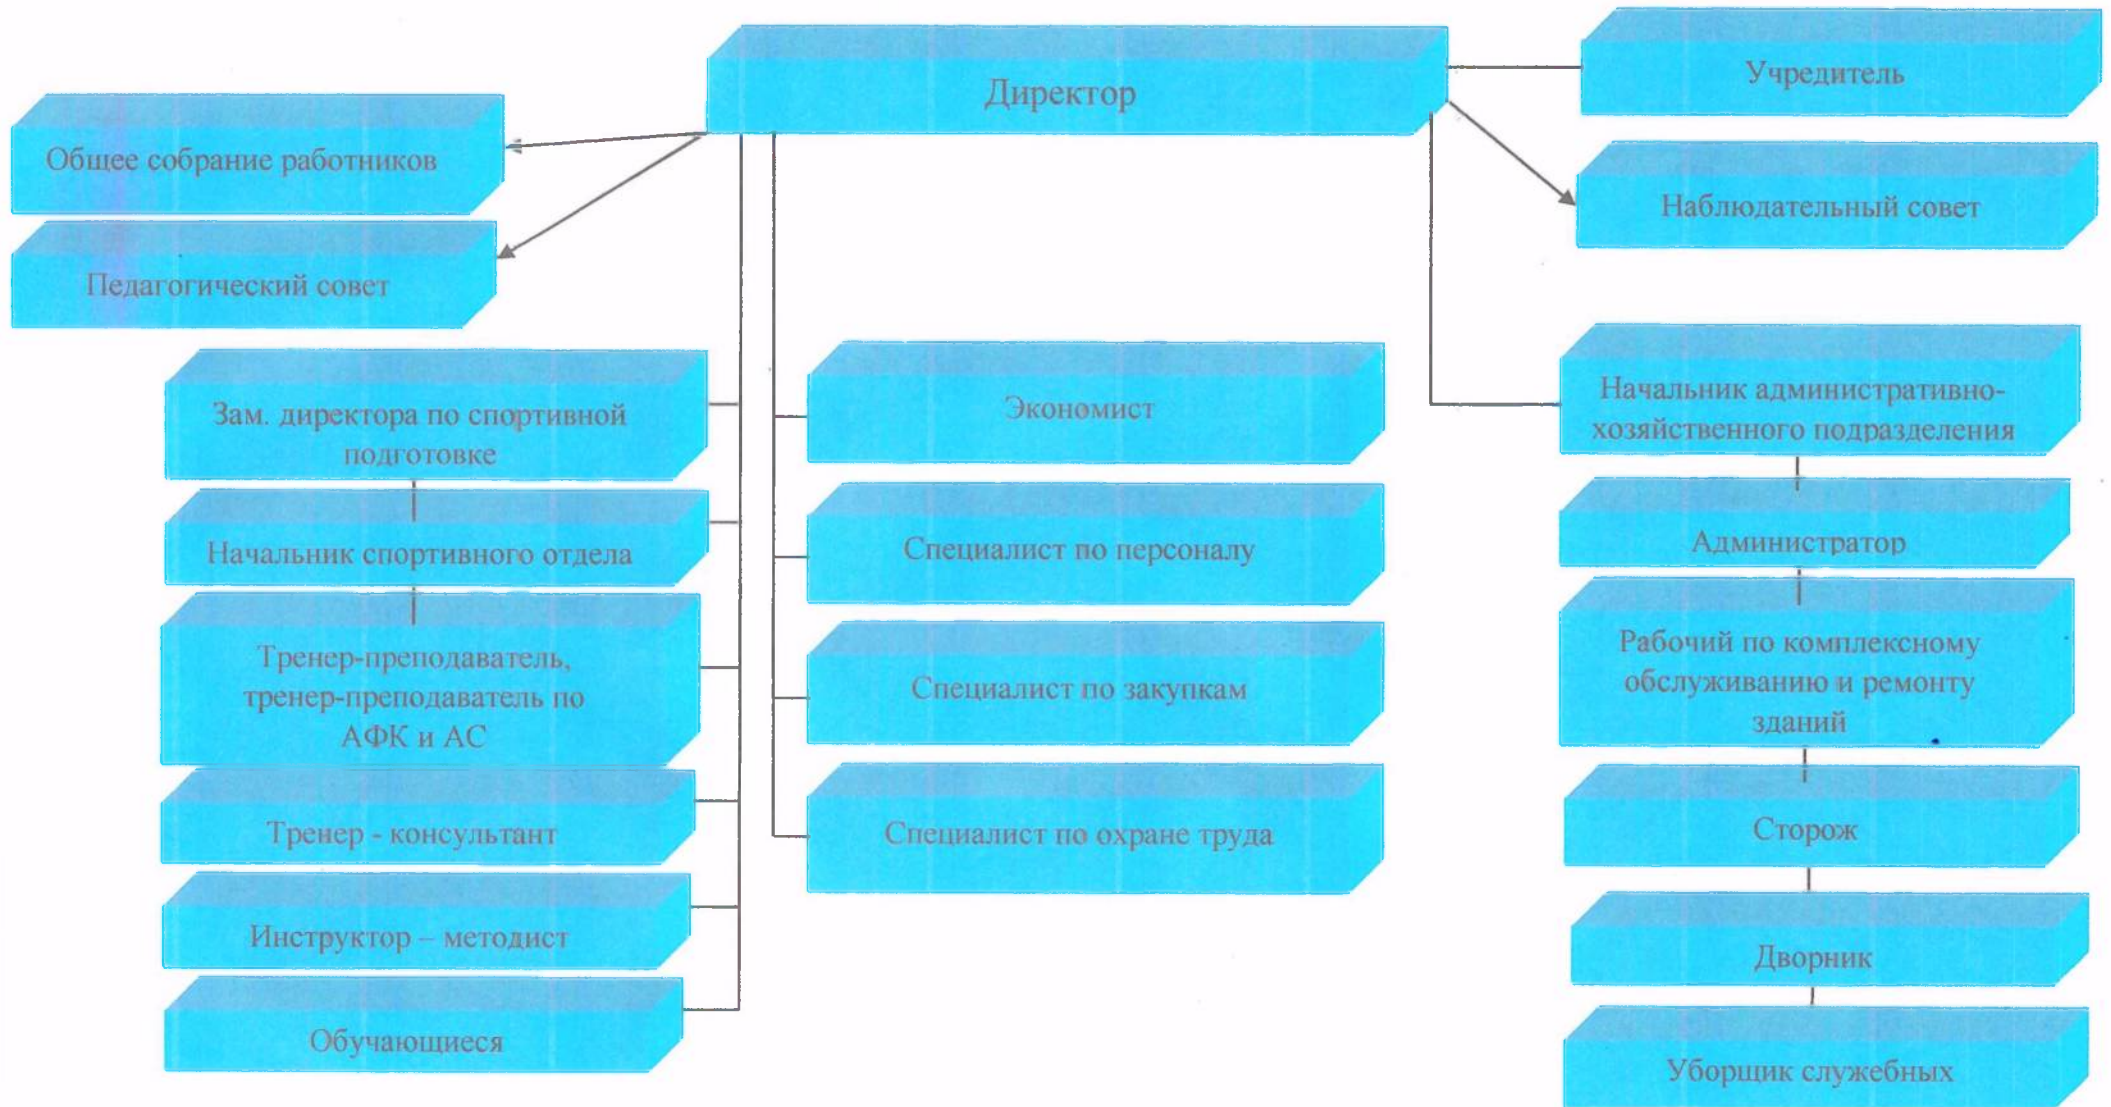 Директор
Учредитель
Общее собрание работников
Наблюдательный совет
Педагогический совет
Зам. директора по спортивной
подготовке
Начальник спортивного отдела
Тренер-преподаватель,
тренер-преподаватель по
АФК и АС
Тренер - консультант
Инструктор – методист
Обучающиеся
Экономист
Специалист по персоналу
Специалист по закупкам
Специалист по охране труда
Начальник административно-
хозяйственного подразделения
Администратор
Рабочий по комплексному
обслуживанию и ремонту
зданий
Сторож
Дворник
Уборщик служебных